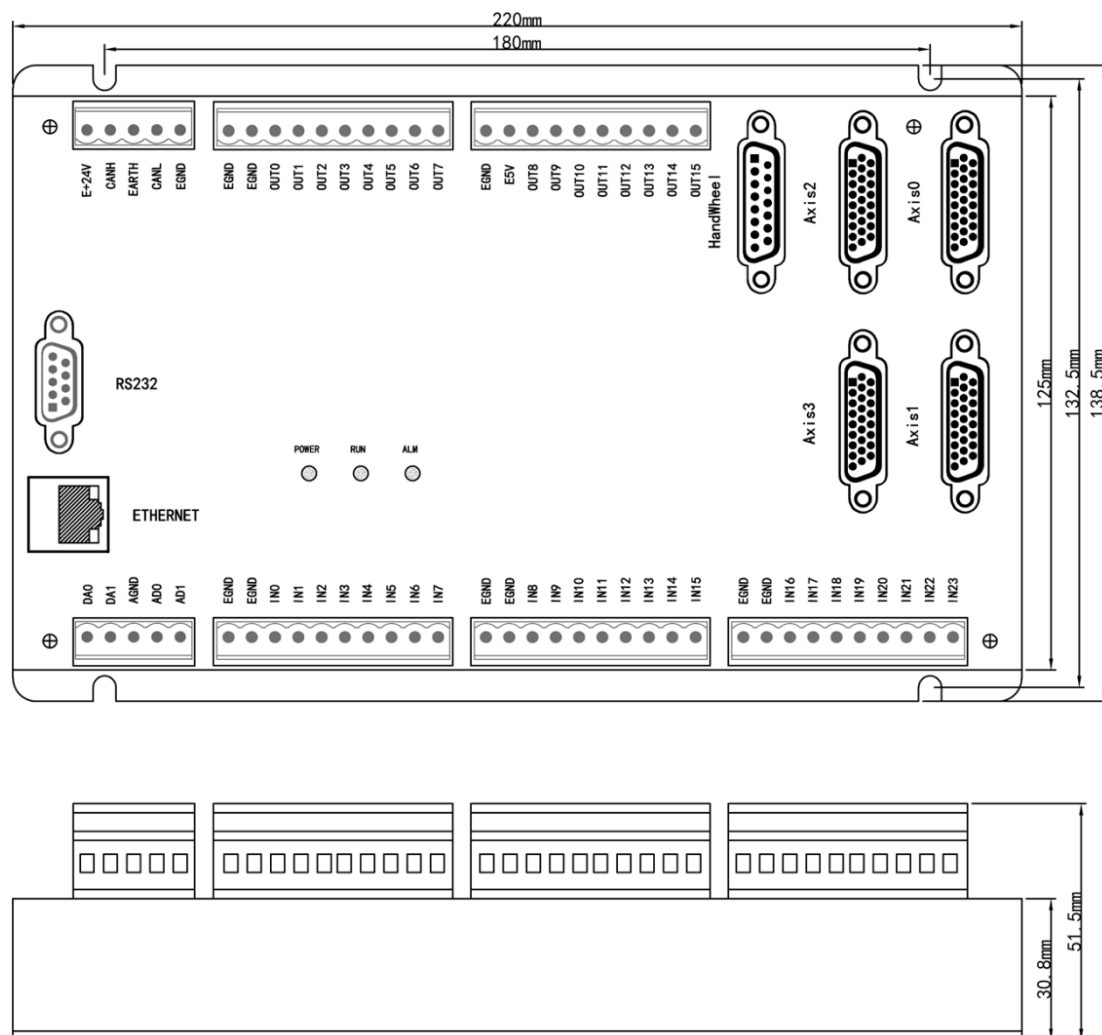 220mm
180mm
E+24V
CANH
EARTH
CANL
EGND
EGND
EGND
OUT0
OUT1
OUT2
OUT3
OUT4
OUT5
OUT6
OUT7
EGND
E5V
OUT8
OUT9
OUT10
OUT11
OUT12
OUT13
OUT14
OUT15
HandWheel
Axis2
Axis0
RS232
Axis3
Axis1
125mm
132.5mm
138.5mm
POWER
RUN
ALM
ETHERNET
DA0
DA1
AGND
AD0
AD1
EGND
EGND
IN0
IN1
IN2
IN3
IN4
IN5
IN6
IN7
EGND
EGND
IN8
IN9
IN10
IN11
IN12
IN13
IN14
IN15
EGND
EGND
IN16
IN17
IN18
IN19
IN20
IN21
IN22
IN23
30.8mm
51.5mm